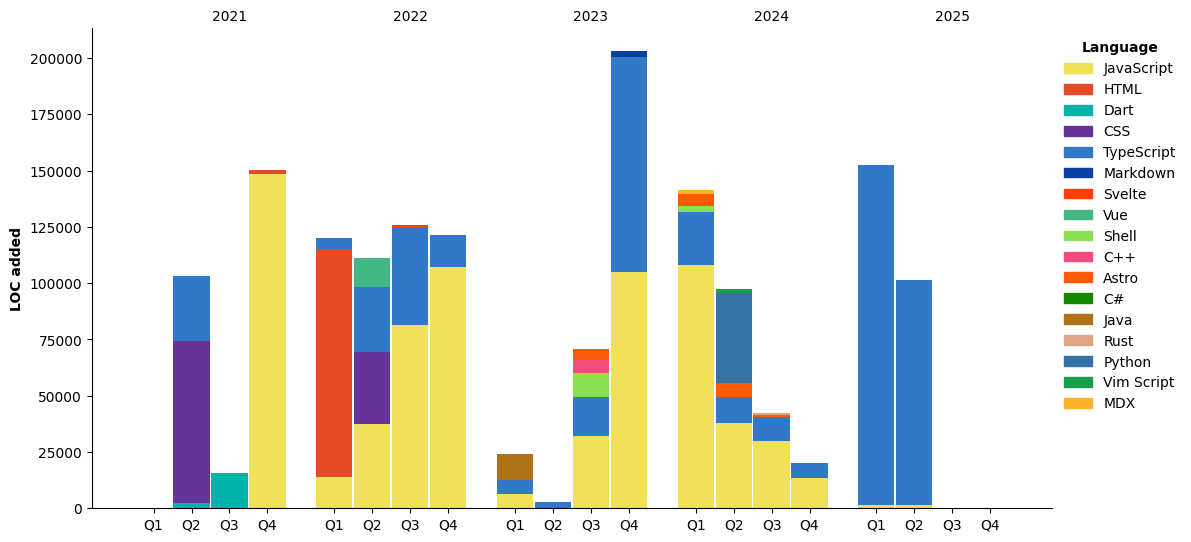 2021 2022 2023 2024 2025
LOC added
200000
175000
150000
125000
100000
75000
50000
25000
0
Q1 Q2 Q3 Q4 Q1 Q2 Q3 Q4 Q1 Q2 Q3 Q4 Q1 Q2 Q3 Q4 Q1 Q2 Q3 Q4
Language
JavaScript
HTML
Dart
CSS
TypeScript
Markdown
Svelte
Vue
Shell
C++
Astro
C#
Java
Rust
Python
Vim Script
MDX